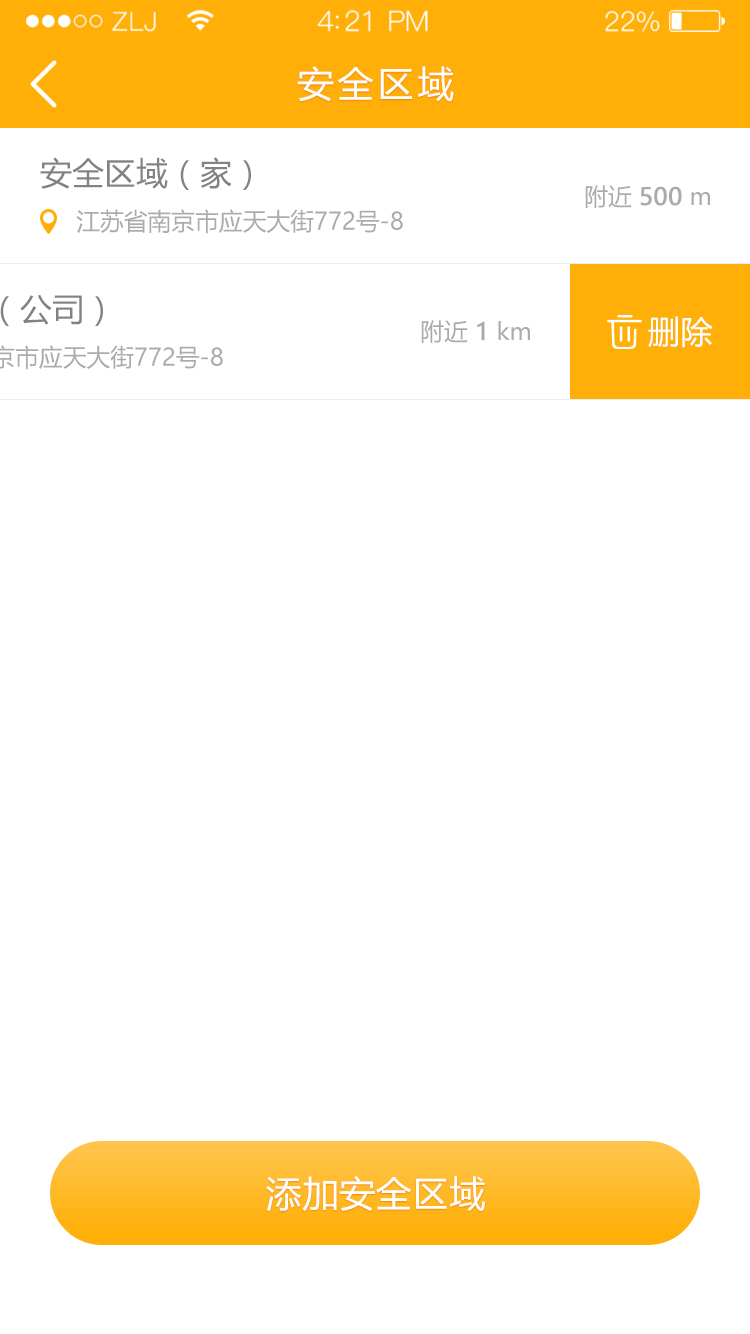 ZLJ 4:21 PM 22%
安全区域
安全区域（家）
附近 500 m
江苏省南京市应天大街772号-8
（公司）
附近 1 km
删除
京市应天大街772号-8
添加安全区域